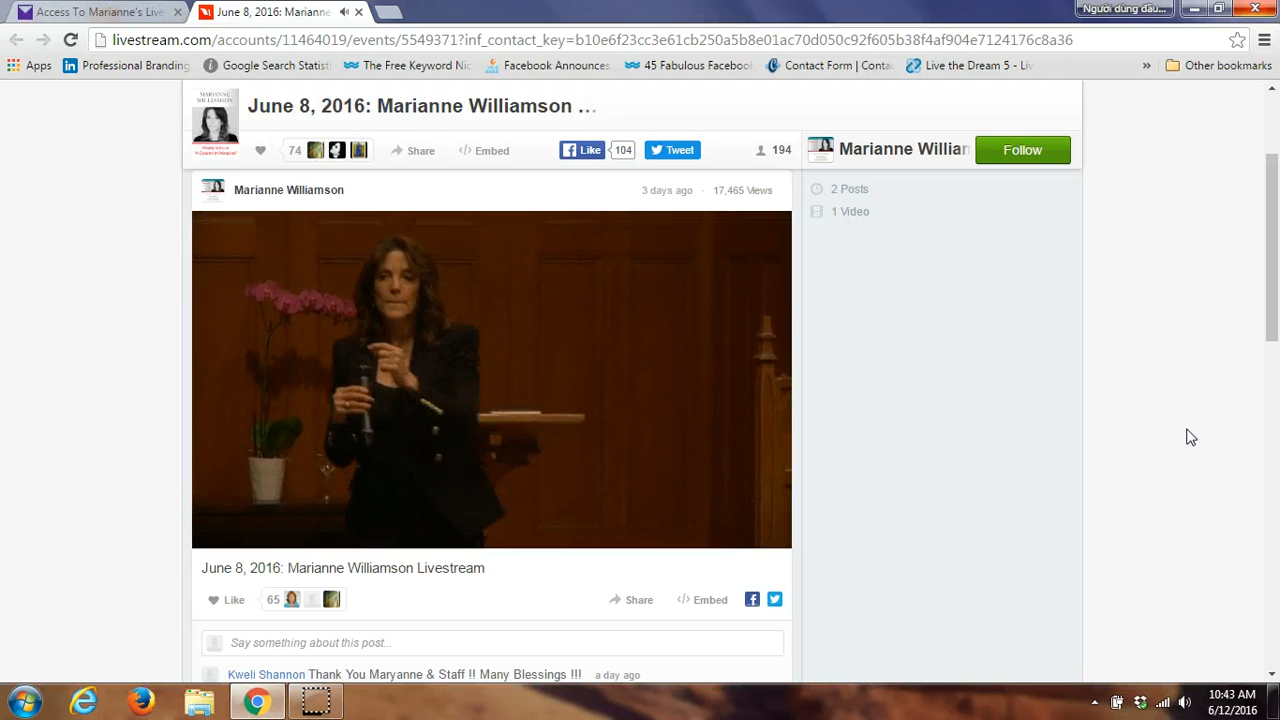 Access To Marianne's Live
June 8, 2016: Marianne
Người dùng đầu...
livestream.com/accounts/11464019/events/5549371?inf_contact_key=b10e6f23cc3e61cb250a5b8e01ac70d050c92f605b38f4af904e7124176c8a36
Apps Professional Branding Google Search Statist The Free Keyword Nic Facebook Announces 45 Fabulous Facebook Contact Form | Conta Live the Dream 5 - Liv » Other bookmarks
MARIANNE WILLIAMSON
June 8, 2016: Marianne Williamson ...
74 Share </> Embed Like 104 Tweet 194 Marianne Willian Follow
Marianne Williamson 3 days ago · 17,465 Views
2 Posts
1 Video
June 8, 2016: Marianne Williamson Livestream
Like 65 Share </> Embed
Say something about this post...
Kweli Shannon Thank You Maryanne & Staff !! Many Blessings !!! a day ago
10:43 AM
6/12/2016